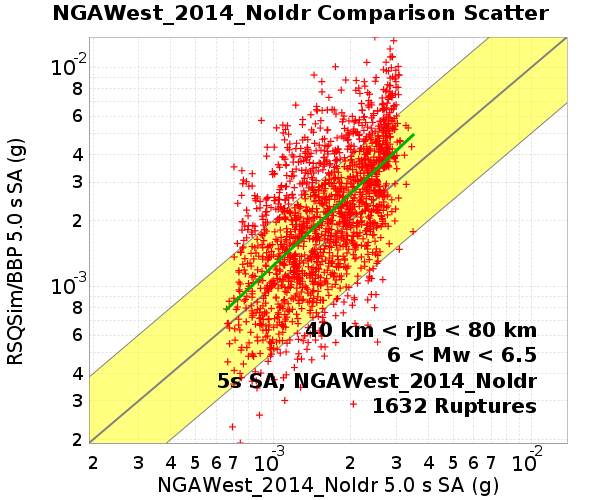 NGAWest_2014_NoIdr Comparison Scatter
10-2
8
6
4
3
2
10-3
8
6
4
3
2
RSQSim/BBP 5.0 s SA (g)
40 km < rJB < 80 km
6 < Mw < 6.5
5s SA, NGAWest_2014_NoIdr
1632 Ruptures
2 3 4 5 6 7 10-3 2 3 4 5 6 7 10-2
NGAWest_2014_NoIdr 5.0 s SA (g)